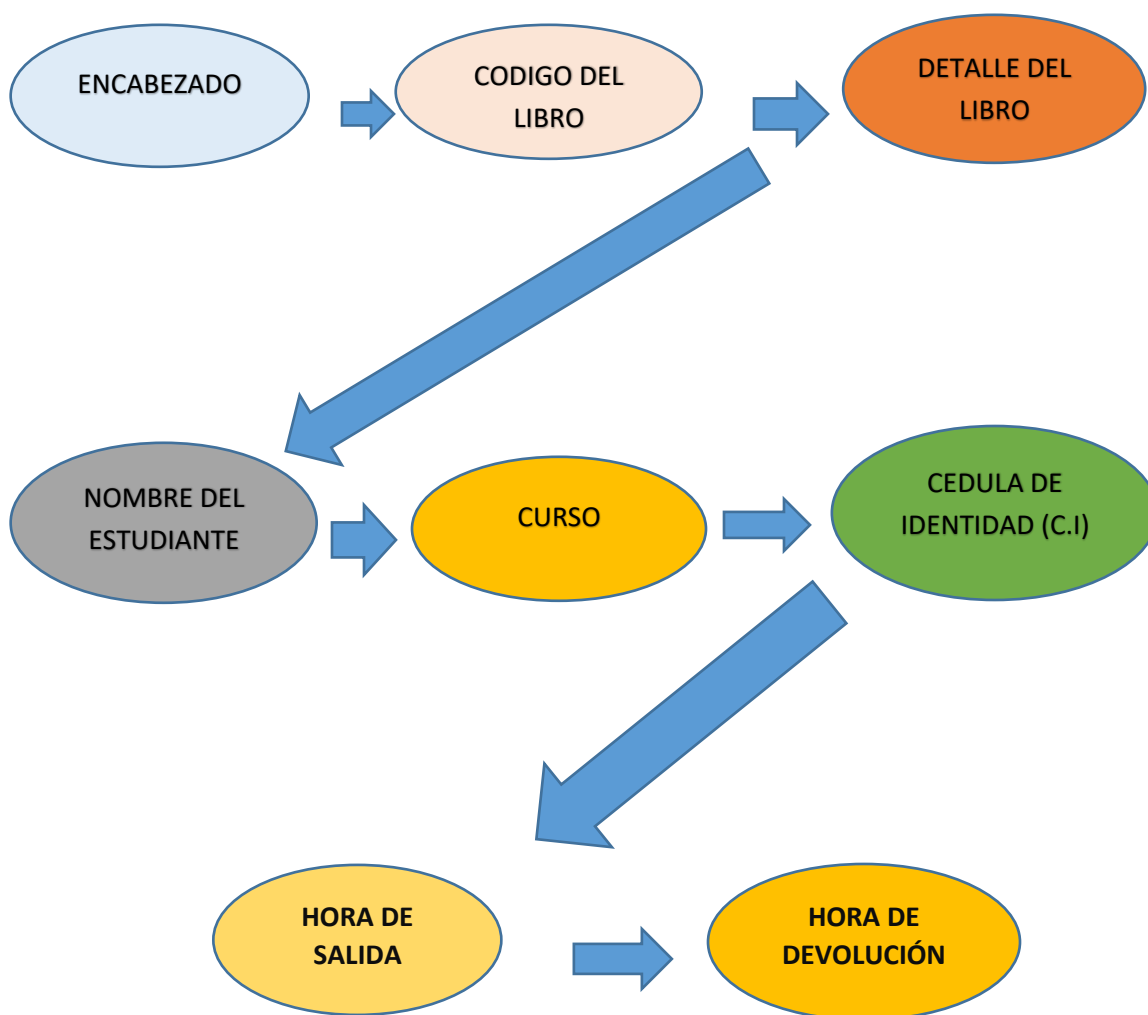 ENCABEZADO
CODIGO DEL
LIBRO
DETALLE DEL
LIBRO
NOMBRE DEL
ESTUDIANTE
CURSO
CEDULA DE
IDENTIDAD (C.I)
HORA DE
SALIDA
HORA DE
DEVOLUCIÓN